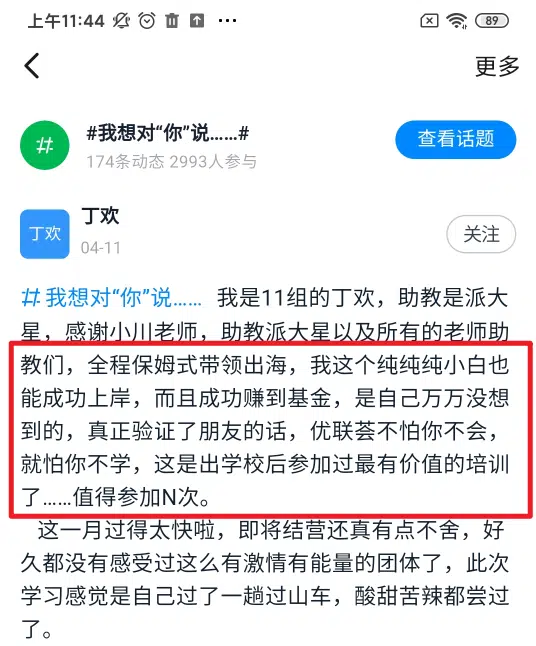 上午11:44
89
更多
#
#我想对“你”说……#
174条动态 2993人参与
查看话题
丁欢
丁欢
04-11
关注
#我想对“你”说…… 我是11组的丁欢，助教是派大
星，感谢小川老师，助教派大星以及所有的老师助
教们，全程保姆式带领出海，我这个纯纯纯小白也
能成功上岸，而且成功赚到基金，是自己万万没想
到的，真正验证了朋友的话，优联荟不怕你不会，
就怕你不学，这是出学校后参加过最有价值的培训
了……值得参加N次。
这一月过得太快啦，即将结营还真有点不舍，好
久都没有感受过这么有激情有能量的团体了，此次
学习感觉是自己过了一趟过山车，酸甜苦辣都尝过
了。